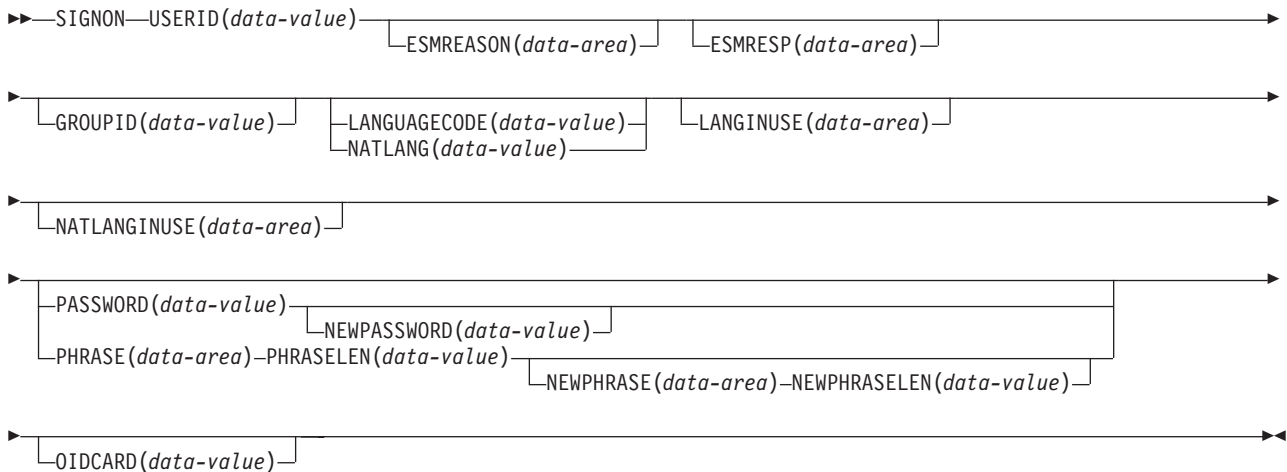 SIGNON USERID(data-value)
ESMREASON(data-area) ESMRESP(data-area)
GROUPID(data-value) LANGUAGECODE(data-value) LANGINUSE(data-area)
NATLANG(data-value)
NATLANGINUSE(data-area)
PASSWORD(data-value)
NEWPASSWORD(data-value)
PHRASE(data-area) PHRASELEN(data-value)
NEWPHRASE(data-area) NEWPHRASELEN(data-value)
OIDCARD(data-value)